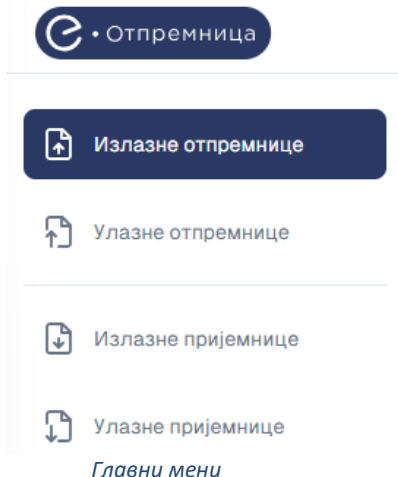 e • Отпремница
Излазне отпремнице
Улазне отпремнице
Излазне пријемнице
Улазне пријемнице
Главни мени